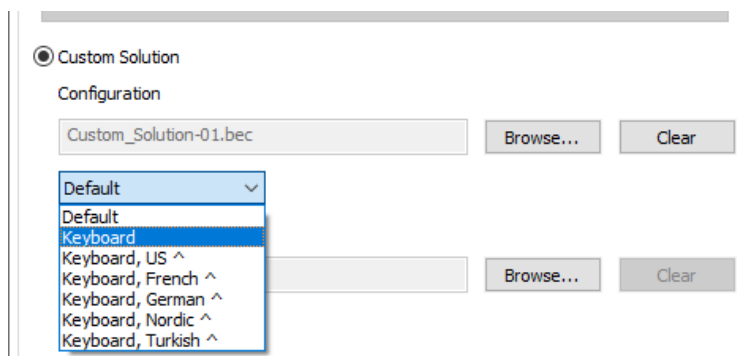 Custom Solution
Configuration
Custom_Solution-01.bec
Browse...
Clear
Default
Default
Keyboard
Keyboard, US ^
Keyboard, French ^
Keyboard, German ^
Keyboard, Nordic ^
Keyboard, Turkish ^
Browse...
Clear